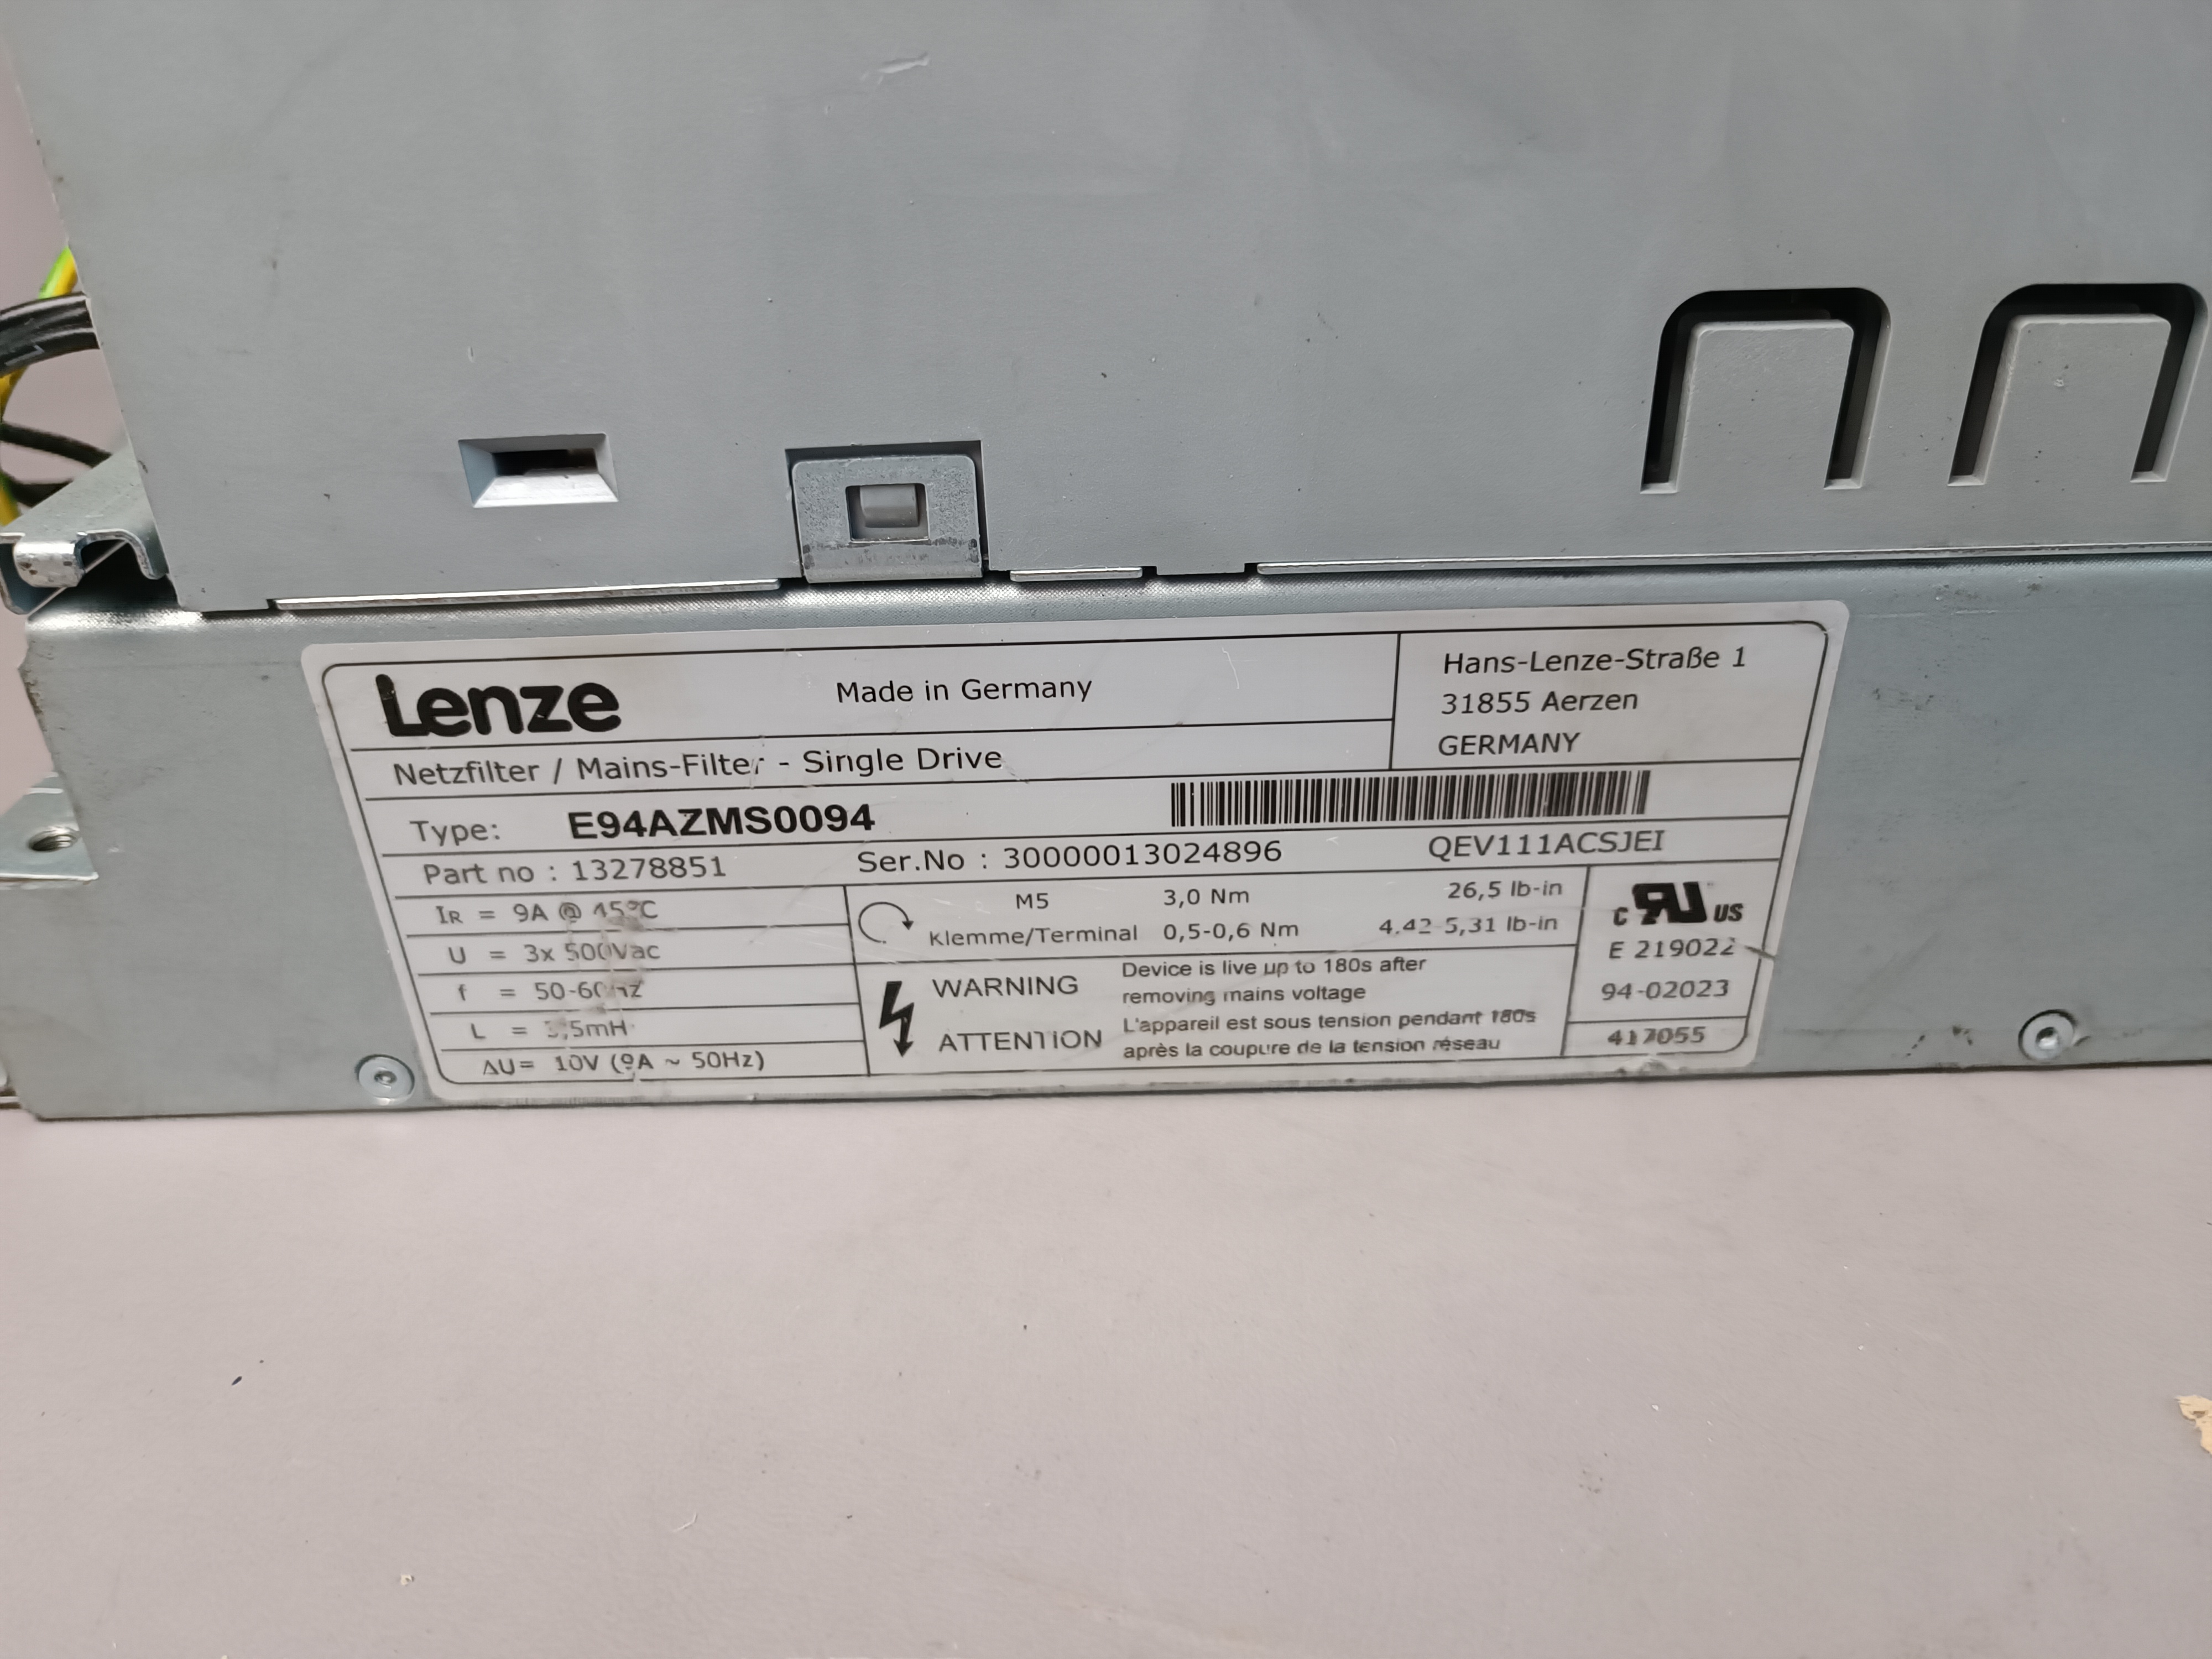 Lenze
Made in Germany
Hans-Lenze-Straße 1
31855 Aerzen
GERMANY
Netzfilter / Mains-Filter - Single Drive
Type: E94AZMS0094
Part no : 13278851
Ser.No : 30000013024896
QEV111ACSJEI
IR = 9A @ 45°C
U = 3x 500Vac
f = 50-60Hz
L =
ΔU= 10V (9A ~ 50Hz)
M5 3,0 Nm 26,5 lb-in
Klemme/Terminal 0,5-0,6 Nm 4.42 5,31 lb-in
WARNING
Device is live up to 180s after
removing mains voltage
ATTENTION
L'appareil est sous tension pendant 180s
après la coupure de la tension réseau
c RU us
E 219022
94-02023
417055